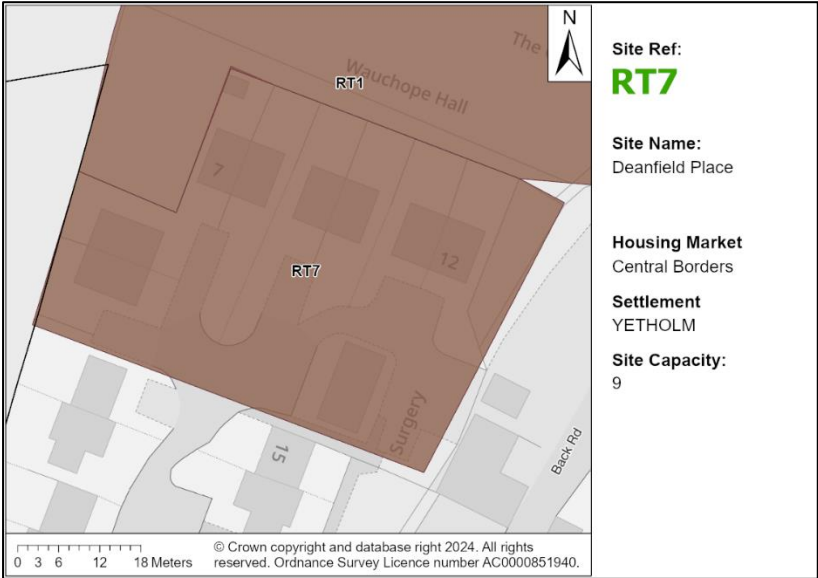 N
The
Wauchope Hall
RT1
7
12
RT7
Surgery
15
Back Rd
0 3 6 12 18 Meters
© Crown copyright and database right 2024. All rights
reserved. Ordnance Survey Licence number AC0000851940.
Site Ref:
RT7
Site Name:
Deanfield Place
Housing Market
Central Borders
Settlement
YETHOLM
Site Capacity:
9